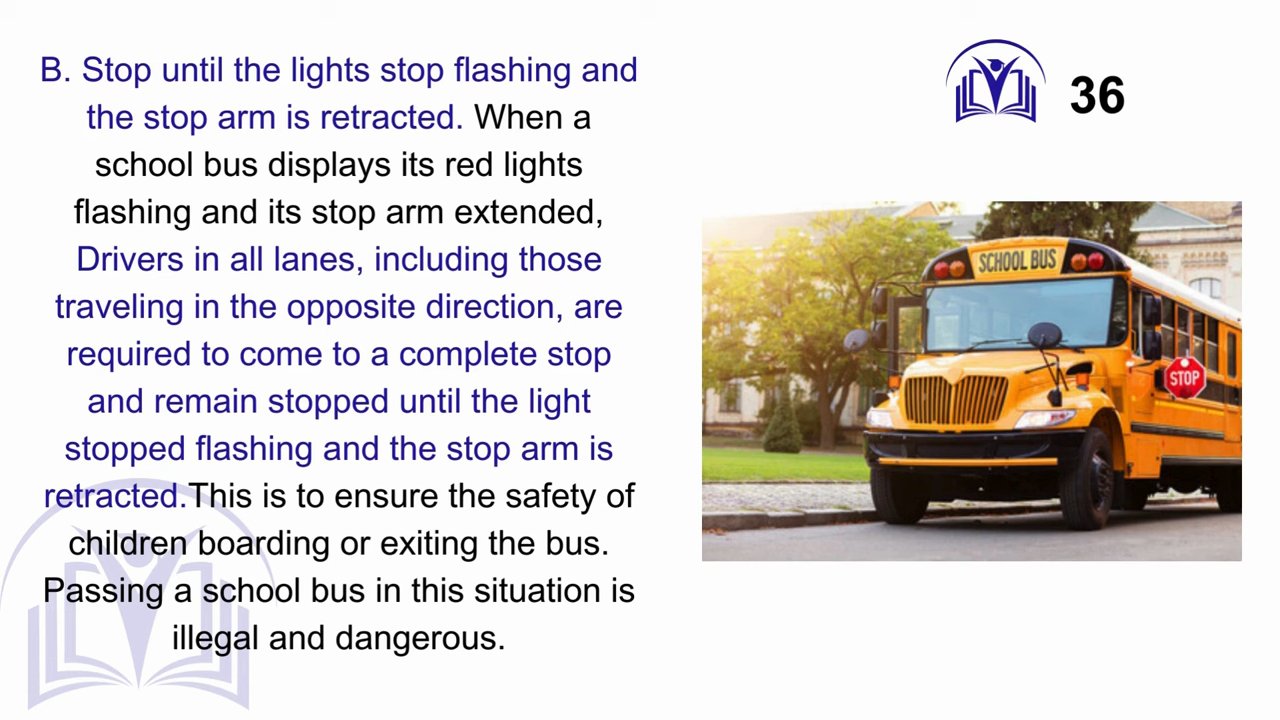 B. Stop until the lights stop flashing and
the stop arm is retracted. When a
school bus displays its red lights
flashing and its stop arm extended,
Drivers in all lanes, including those
traveling in the opposite direction, are
required to come to a complete stop
and remain stopped until the light
stopped flashing and the stop arm is
retracted.This is to ensure the safety of
children boarding or exiting the bus.
Passing a school bus in this situation is
illegal and dangerous.
36
SCHOOL BUS
STOP